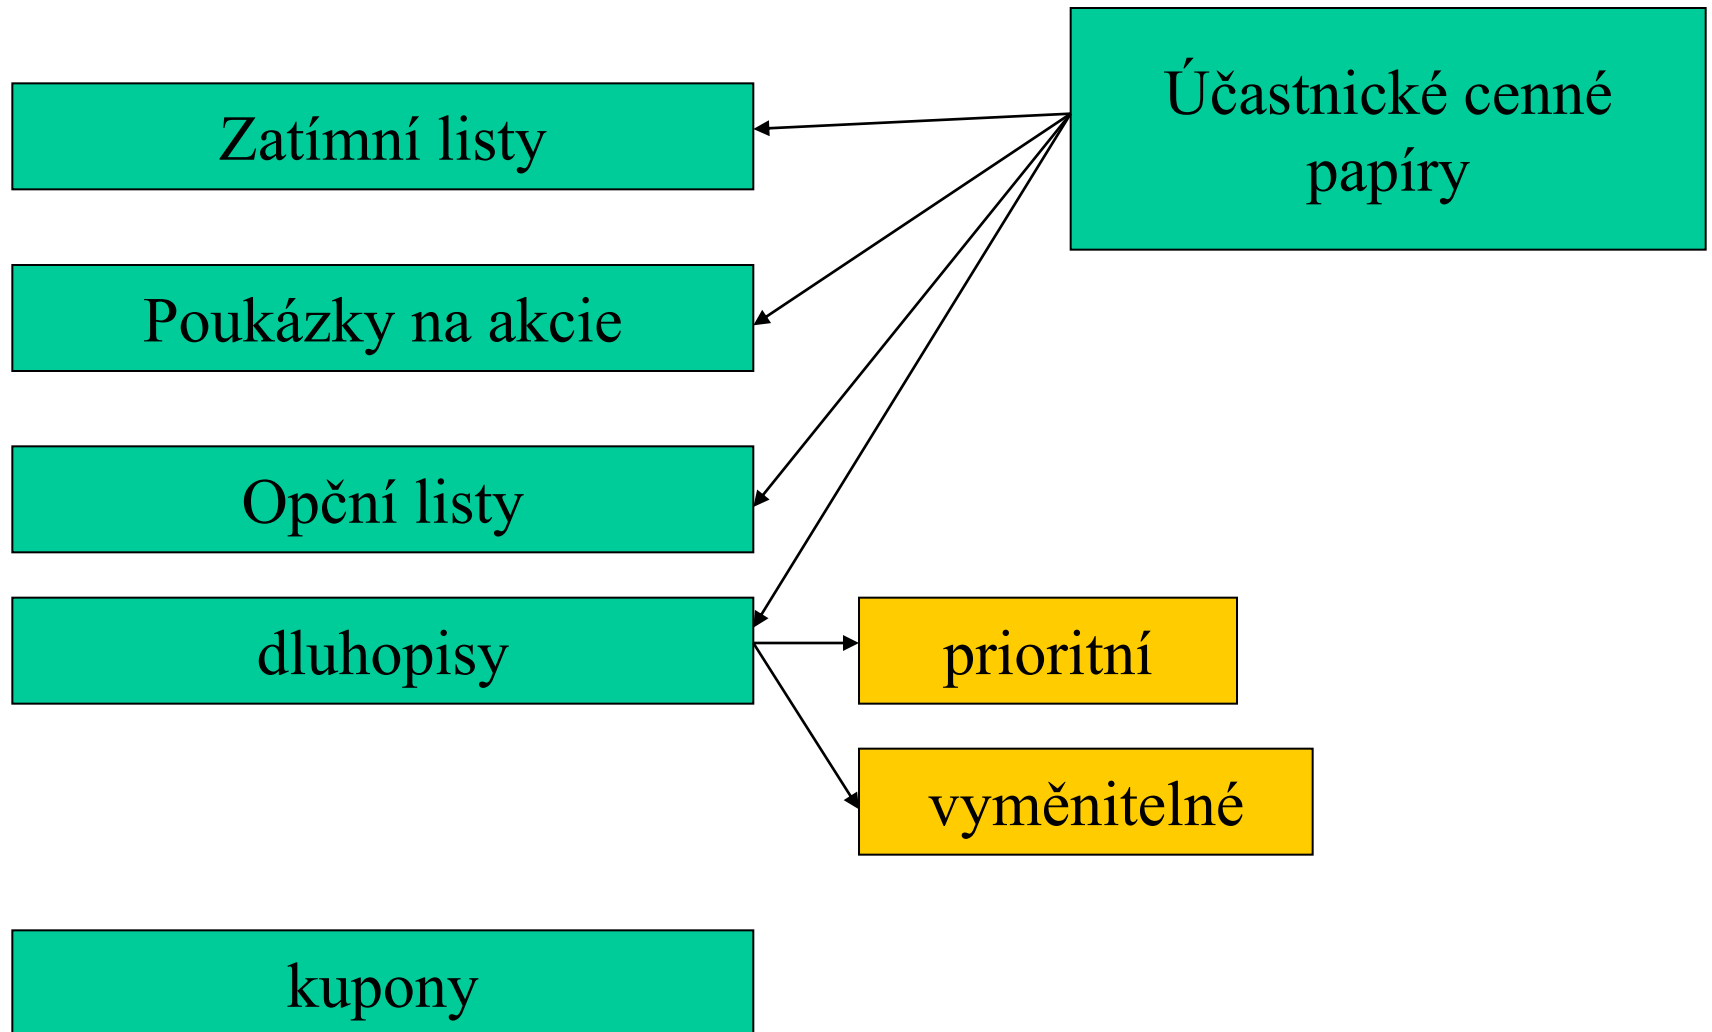 Účastnické cenné
papíry
Zatímní listy
Poukázky na akcie
Opční listy
dluhopisy
prioritní
vyměnitelné
kupony